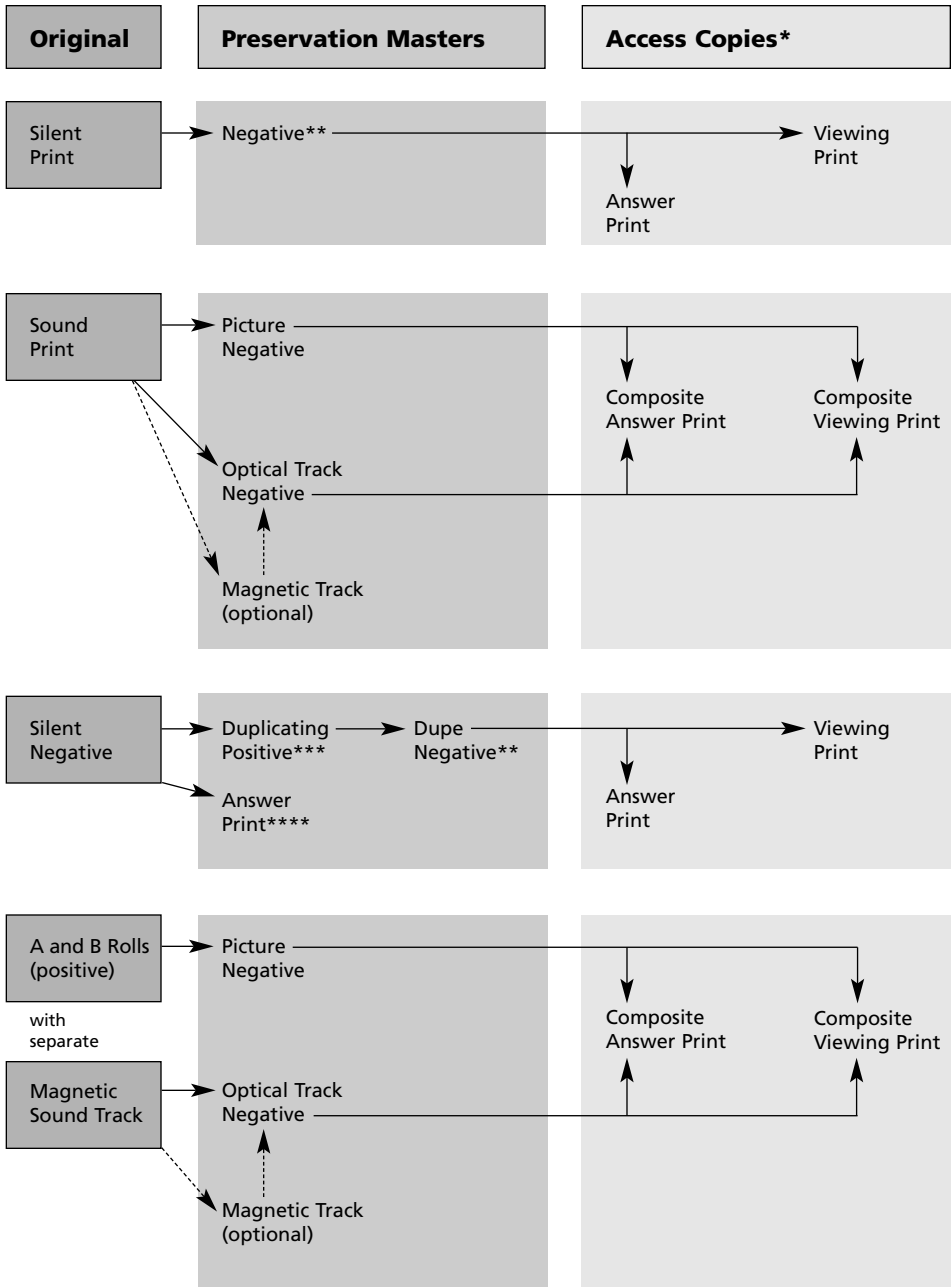 Original
Preservation Masters
Access Copies*
Silent
Print
Negative**
Viewing
Print
Answer
Print
Sound
Print
Picture
Negative
Composite
Answer Print
Composite
Viewing Print
Optical Track
Negative
Magnetic Track
(optional)
Silent
Negative
Duplicating
Positive***
Dupe
Negative**
Viewing
Print
Answer
Print****
Answer
Print
A and B Rolls
(positive)
Picture
Negative
with
separate
Composite
Answer Print
Composite
Viewing Print
Magnetic
Sound Track
Optical Track
Negative
Magnetic Track
(optional)